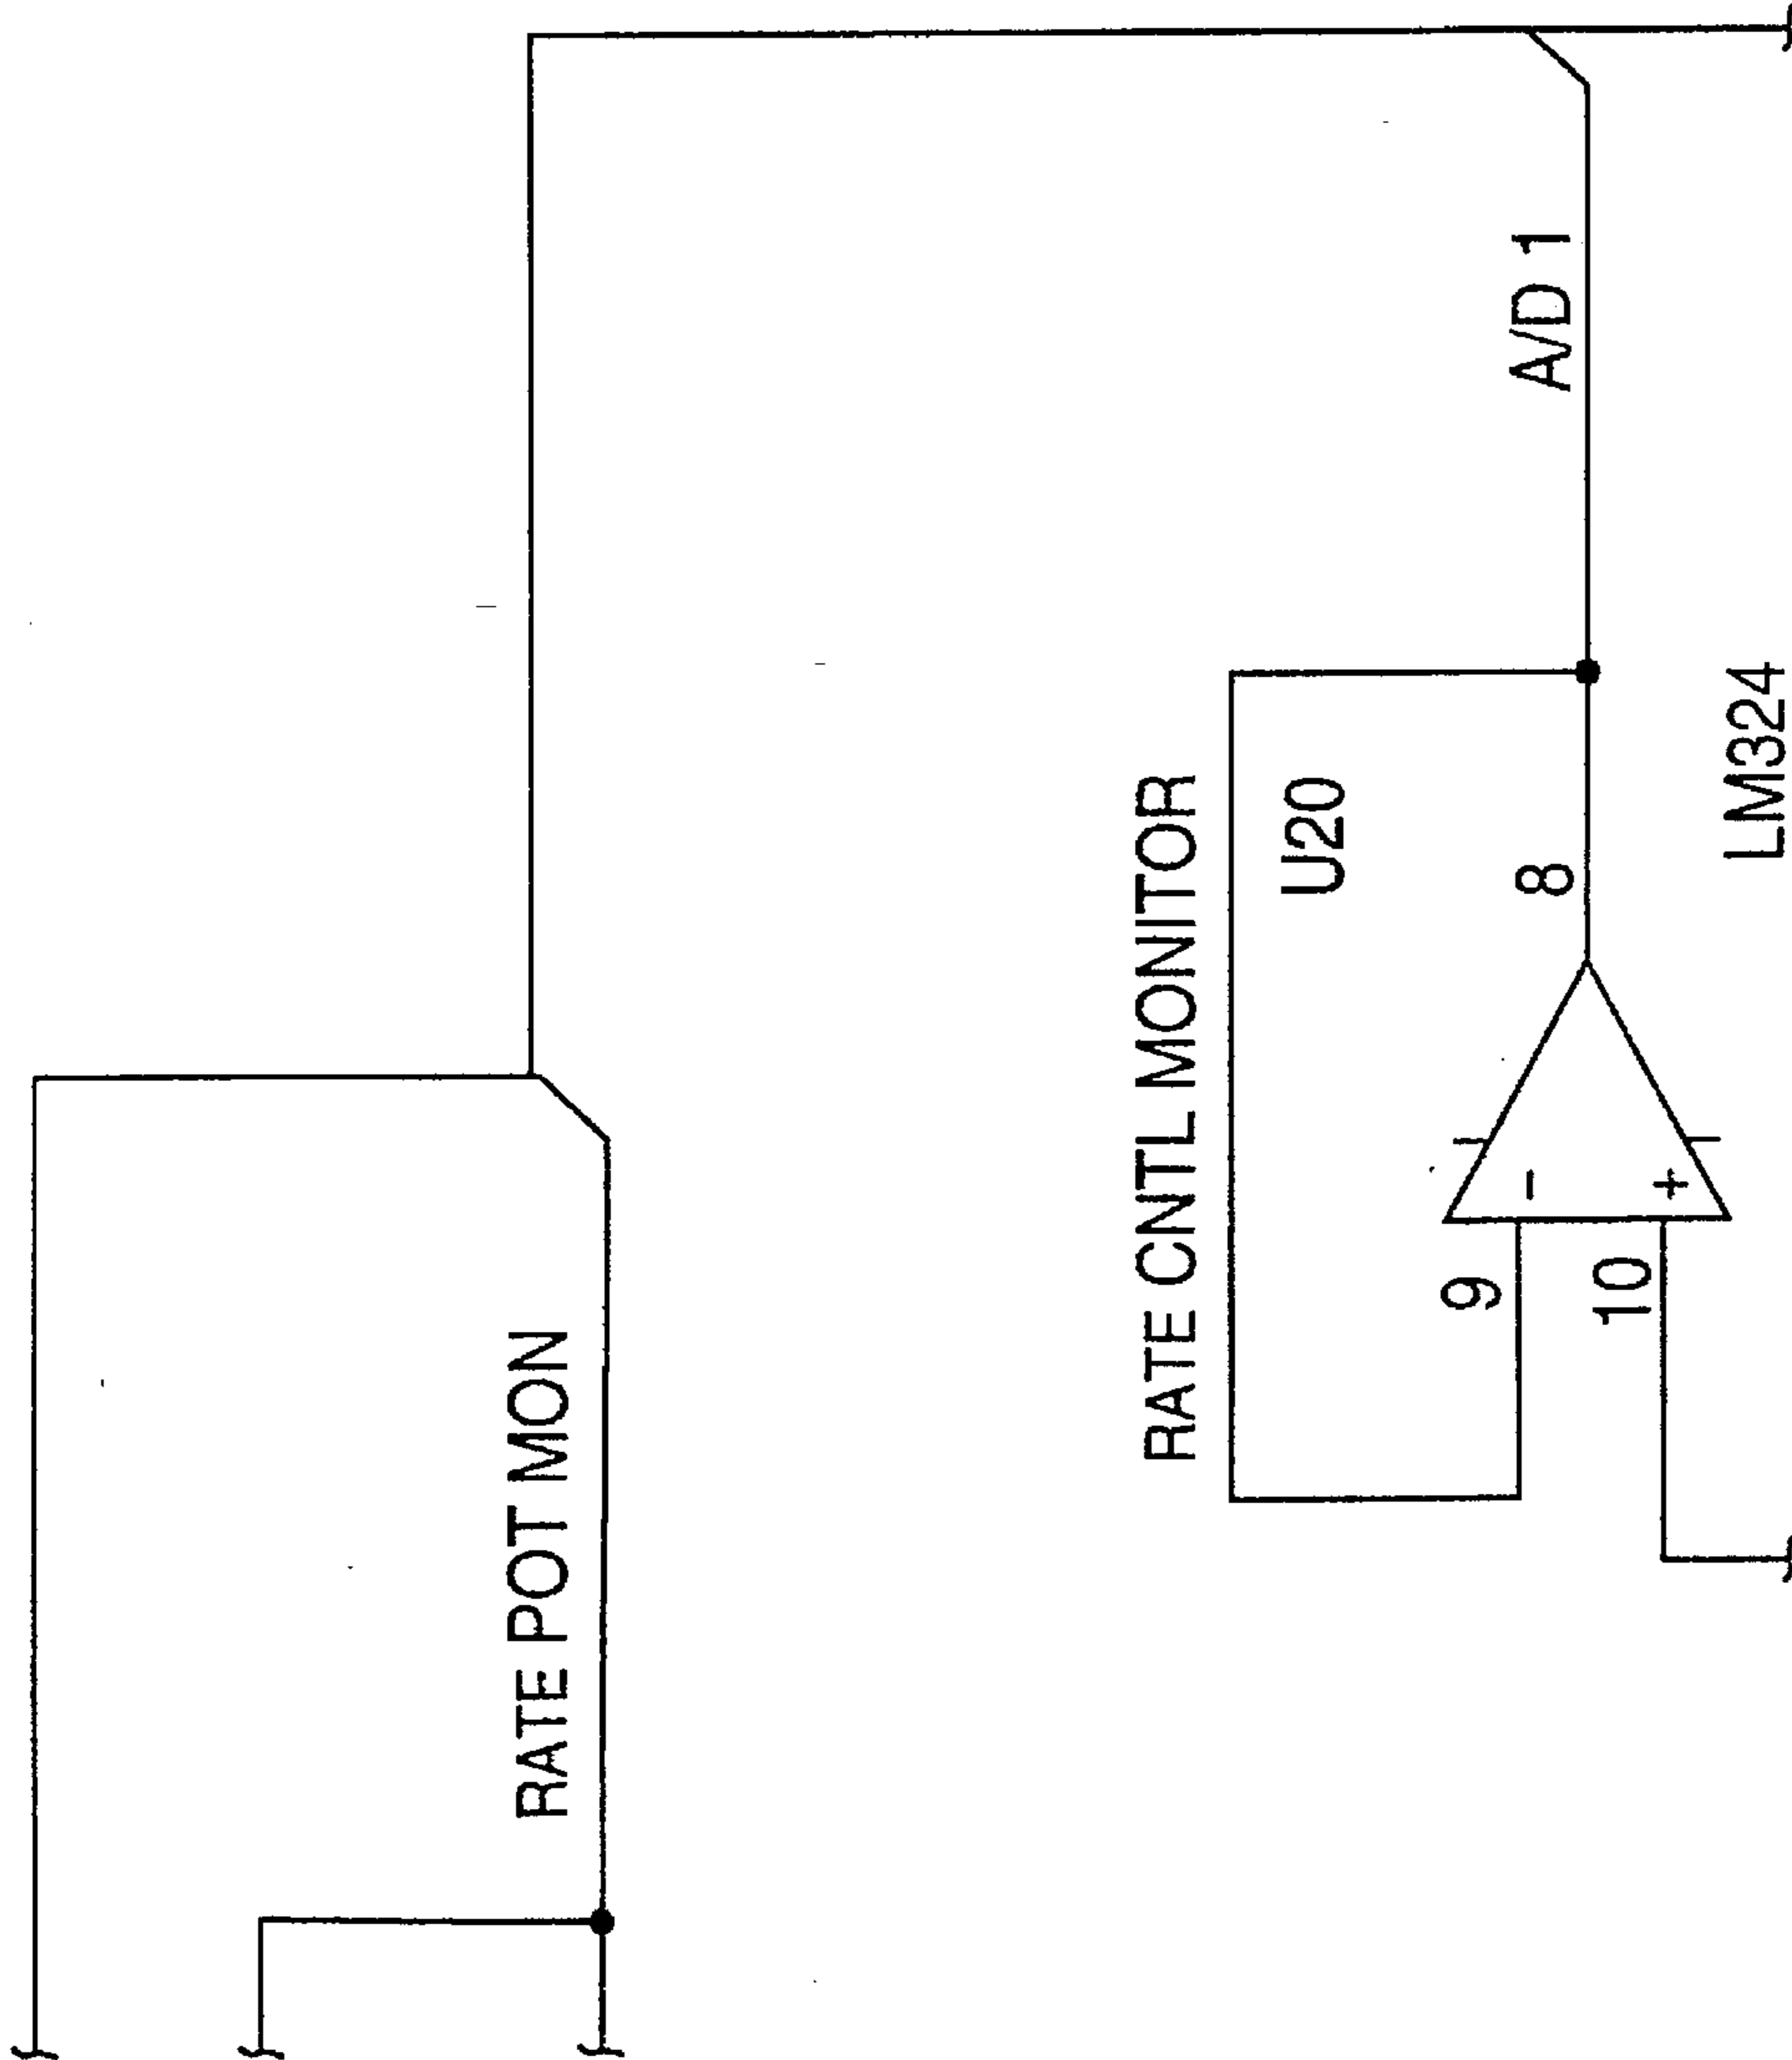 RATE POT MON
RATE CNTL MONITOR
U20
9
-
8
A/D 1
10
+
LM324